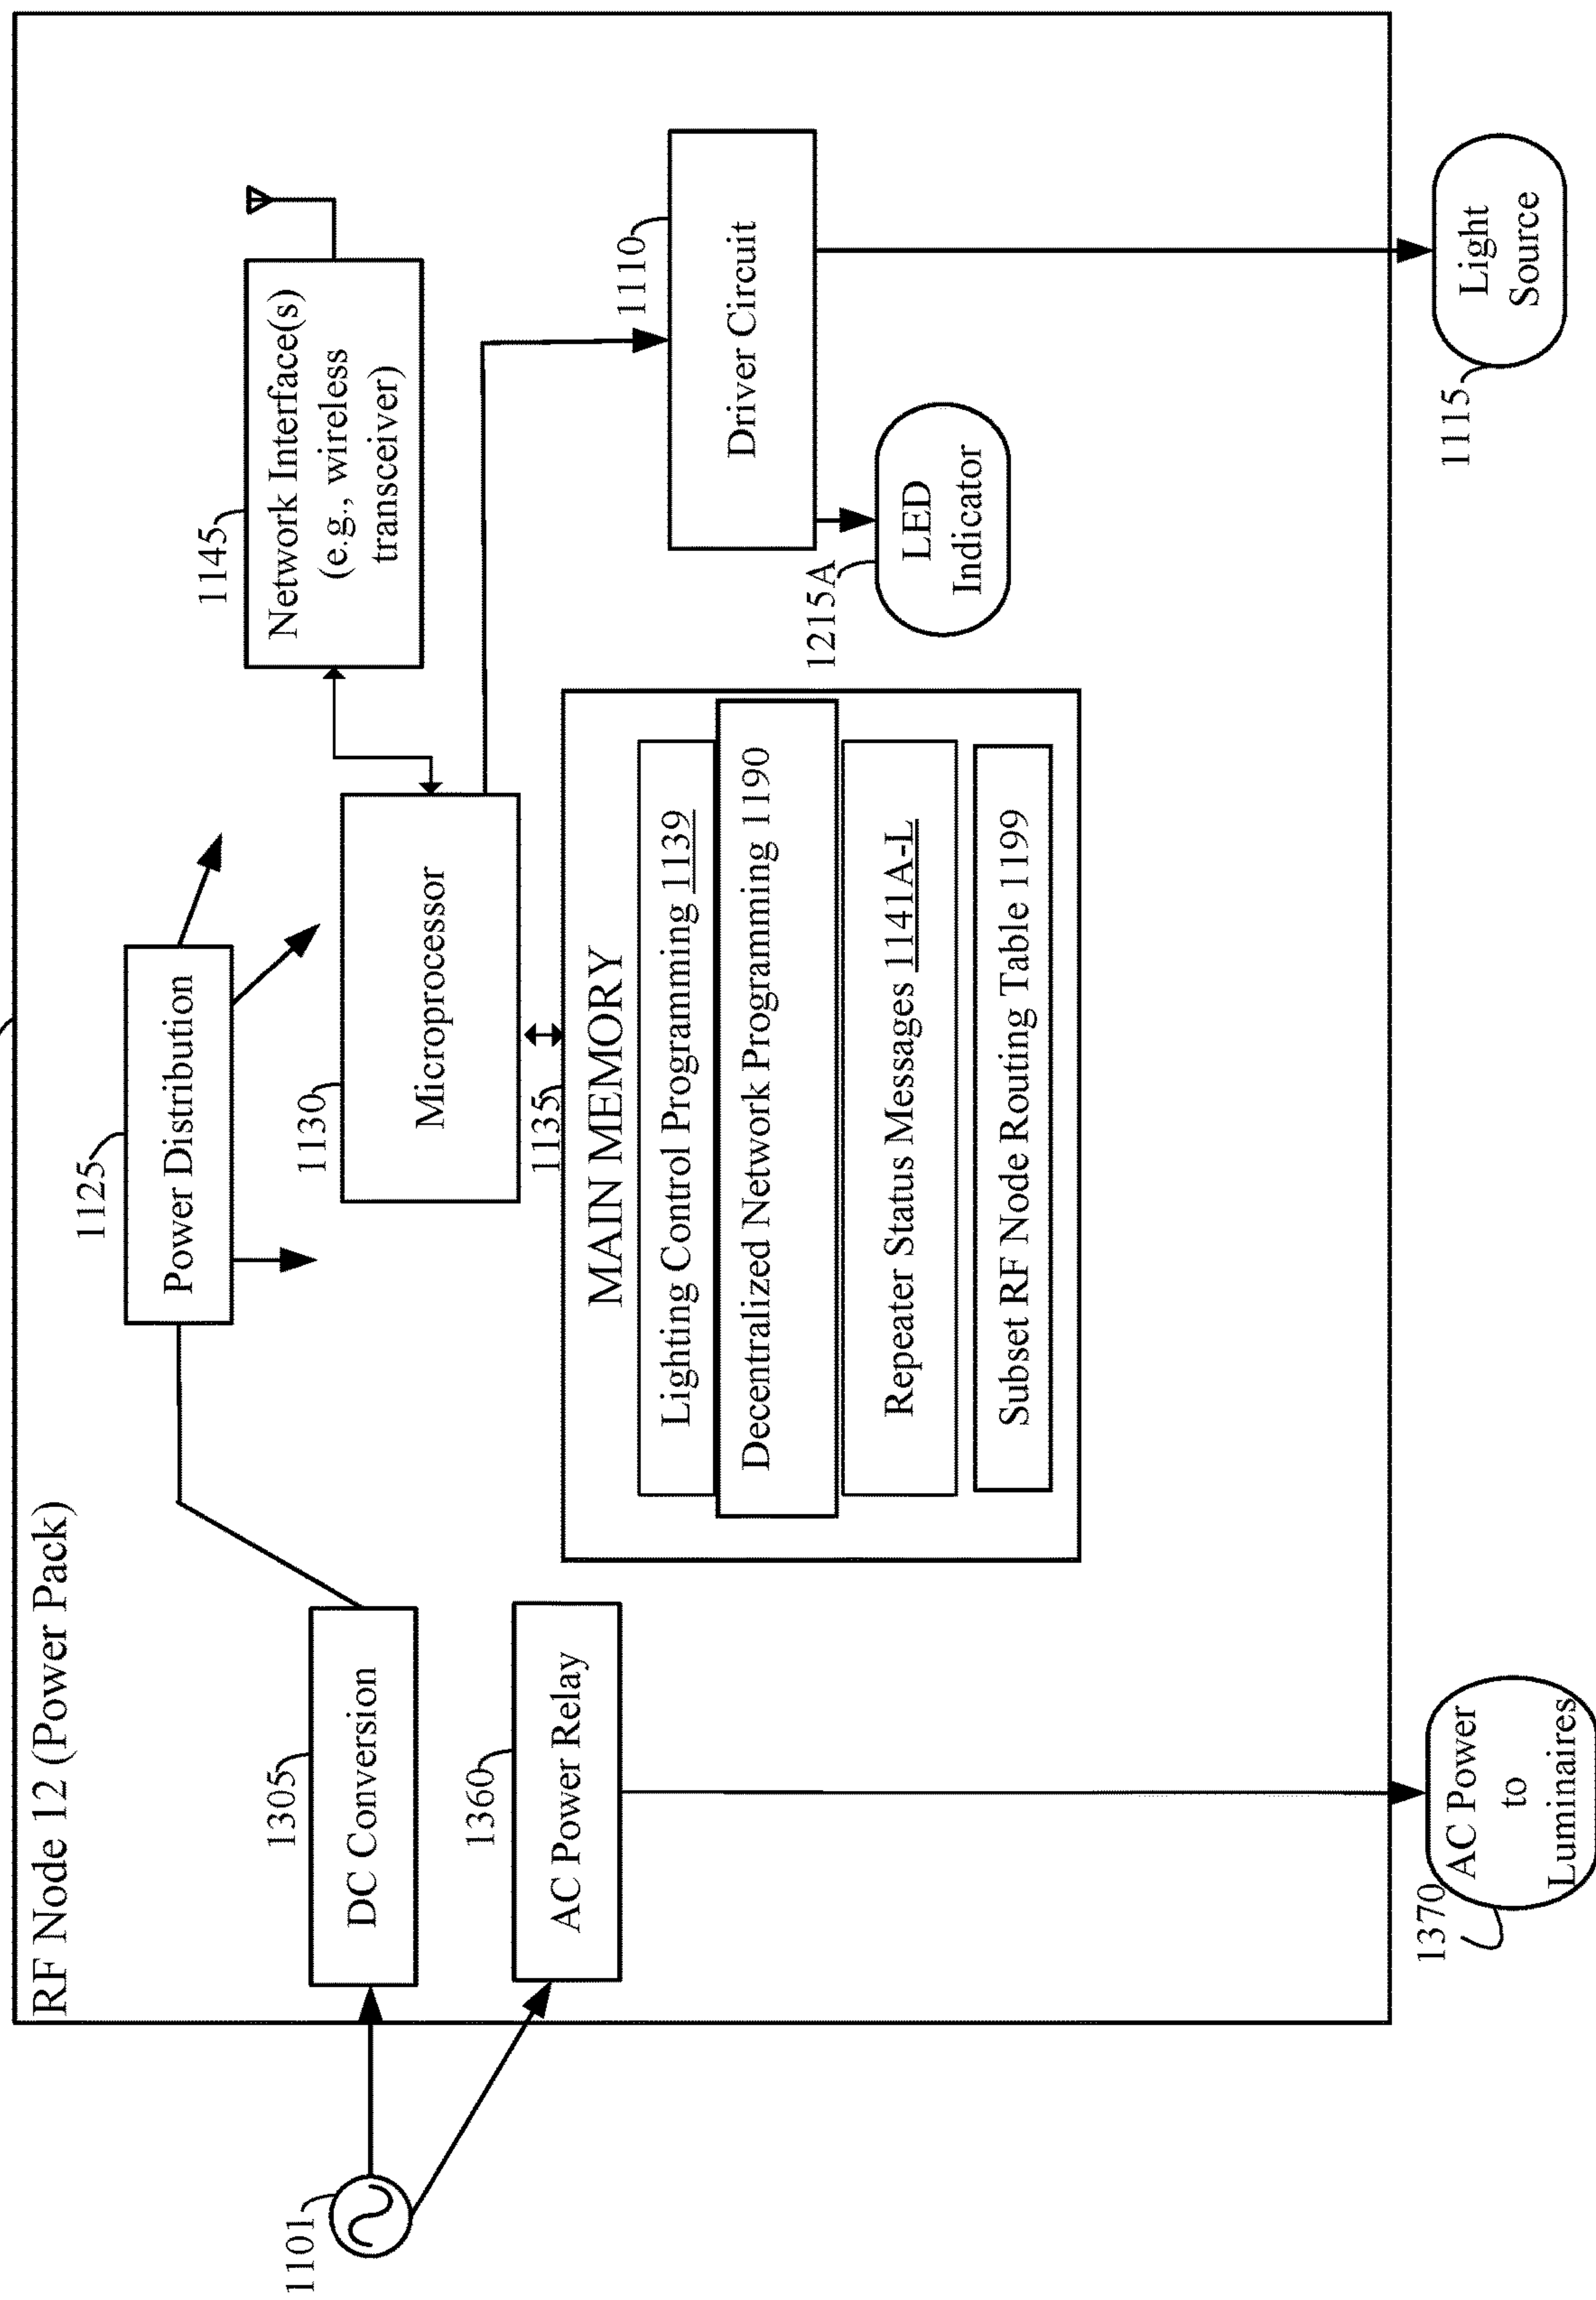 RF Node 12 (Power Pack)
1101
1305
DC Conversion
1360
AC Power Relay
1370
AC Power
to
Luminaires
1125
Power Distribution
1130
Microprocessor
1135
MAIN MEMORY
Lighting Control Programming 1139
Decentralized Network Programming 1190
Repeater Status Messages 1141A-L
Subset RF Node Routing Table 1199
1145
Network Interface(s)
(e.g., wireless
transceiver)
1110
Driver Circuit
1215A
LED
Indicator
1115
Light
Source